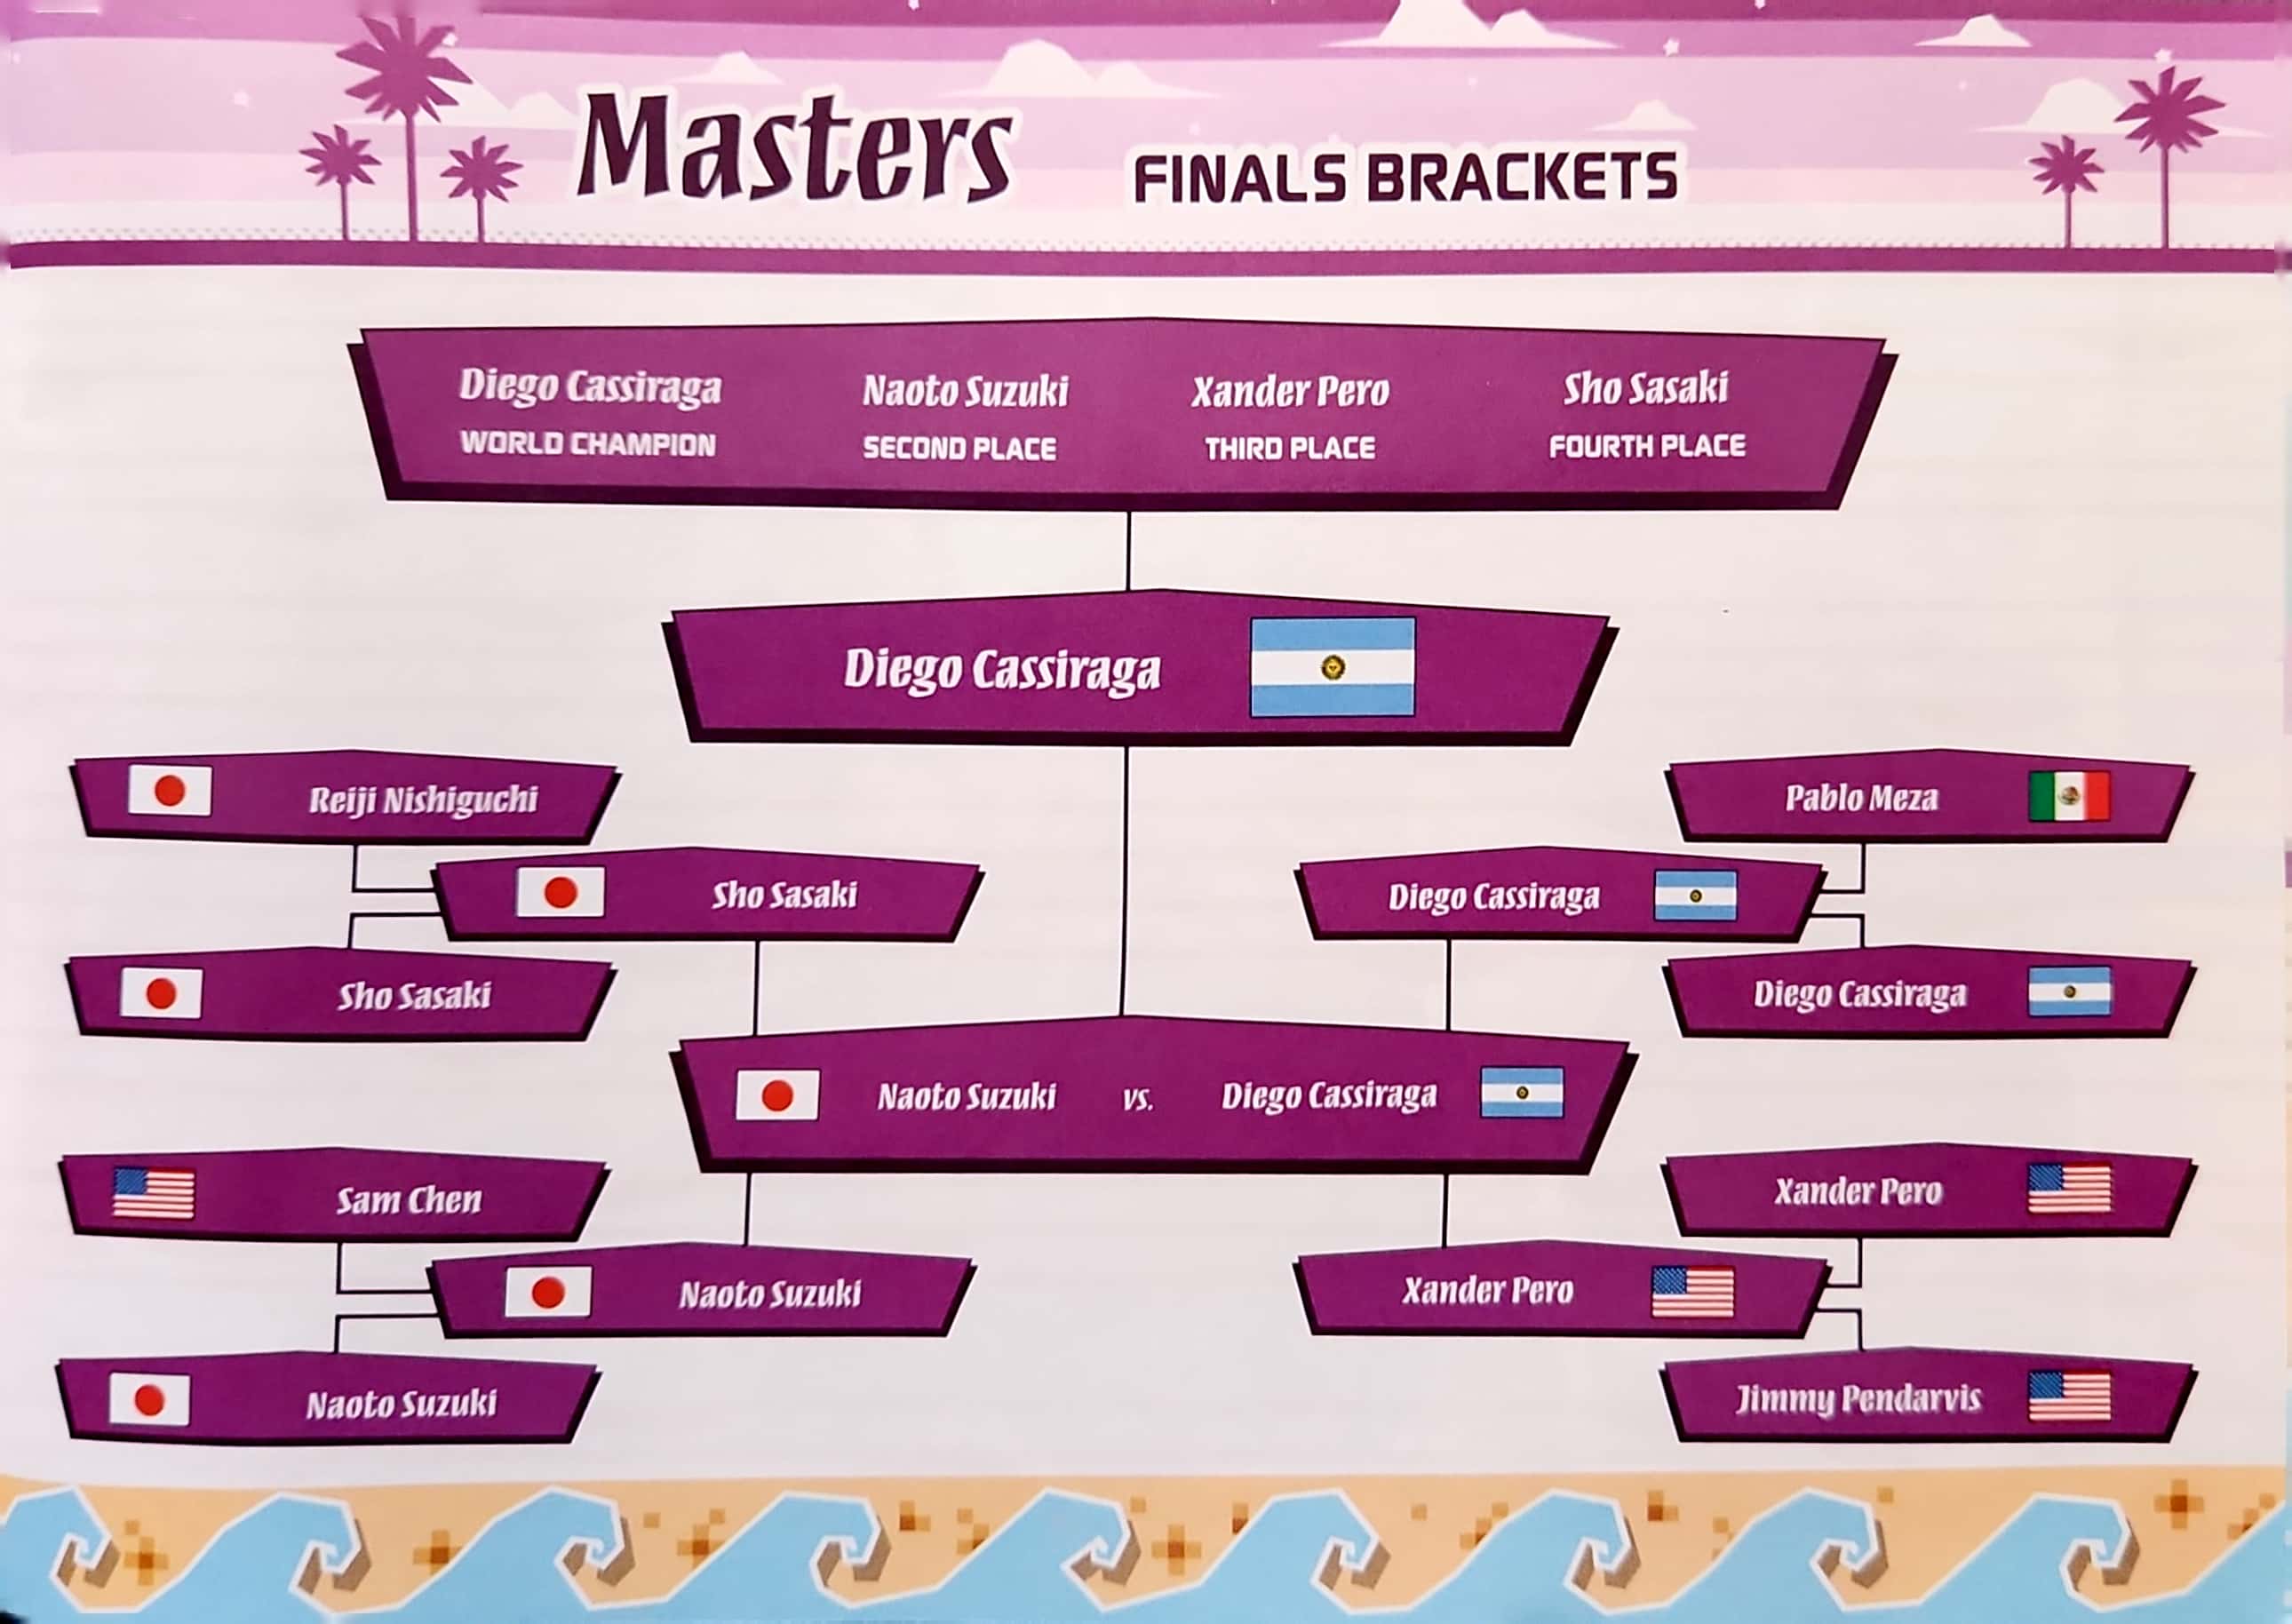 Masters FINALS BRACKETS
Diego Cassiraga
WORLD CHAMPION
Naoto Suzuki
SECOND PLACE
Xander Pero
THIRD PLACE
Sho Sasaki
FOURTH PLACE
Diego Cassiraga
Reiji Nishiguchi
Sho Sasaki
Sho Sasaki
Pablo Meza
Diego Cassiraga
Diego Cassiraga
Naoto Suzuki vs. Diego Cassiraga
Sam Chen
Naoto Suzuki
Naoto Suzuki
Xander Pero
Xander Pero
Jimmy Pendarvis